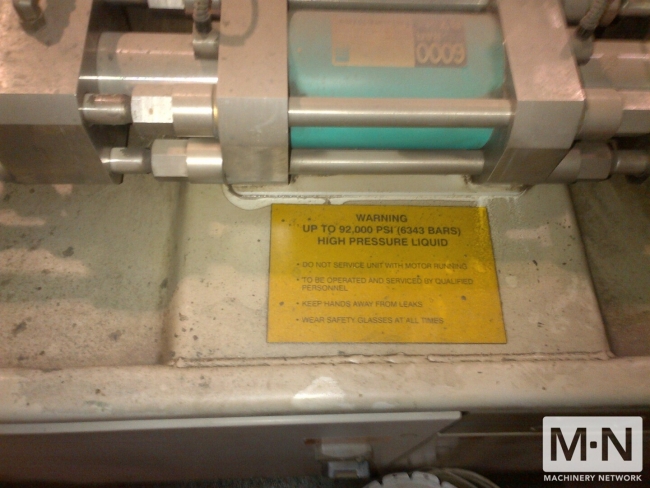 6000
BAR
WARNING
UP TO 92,000 PSI (6343 BARS)
HIGH PRESSURE LIQUID
• DO NOT SERVICE UNIT WITH MOTOR RUNNING
• TO BE OPERATED AND SERVICED BY QUALIFIED
PERSONNEL
• KEEP HANDS AWAY FROM LEAKS
• WEAR SAFETY GLASSES AT ALL TIMES
M·N
MACHINERY NETWORK